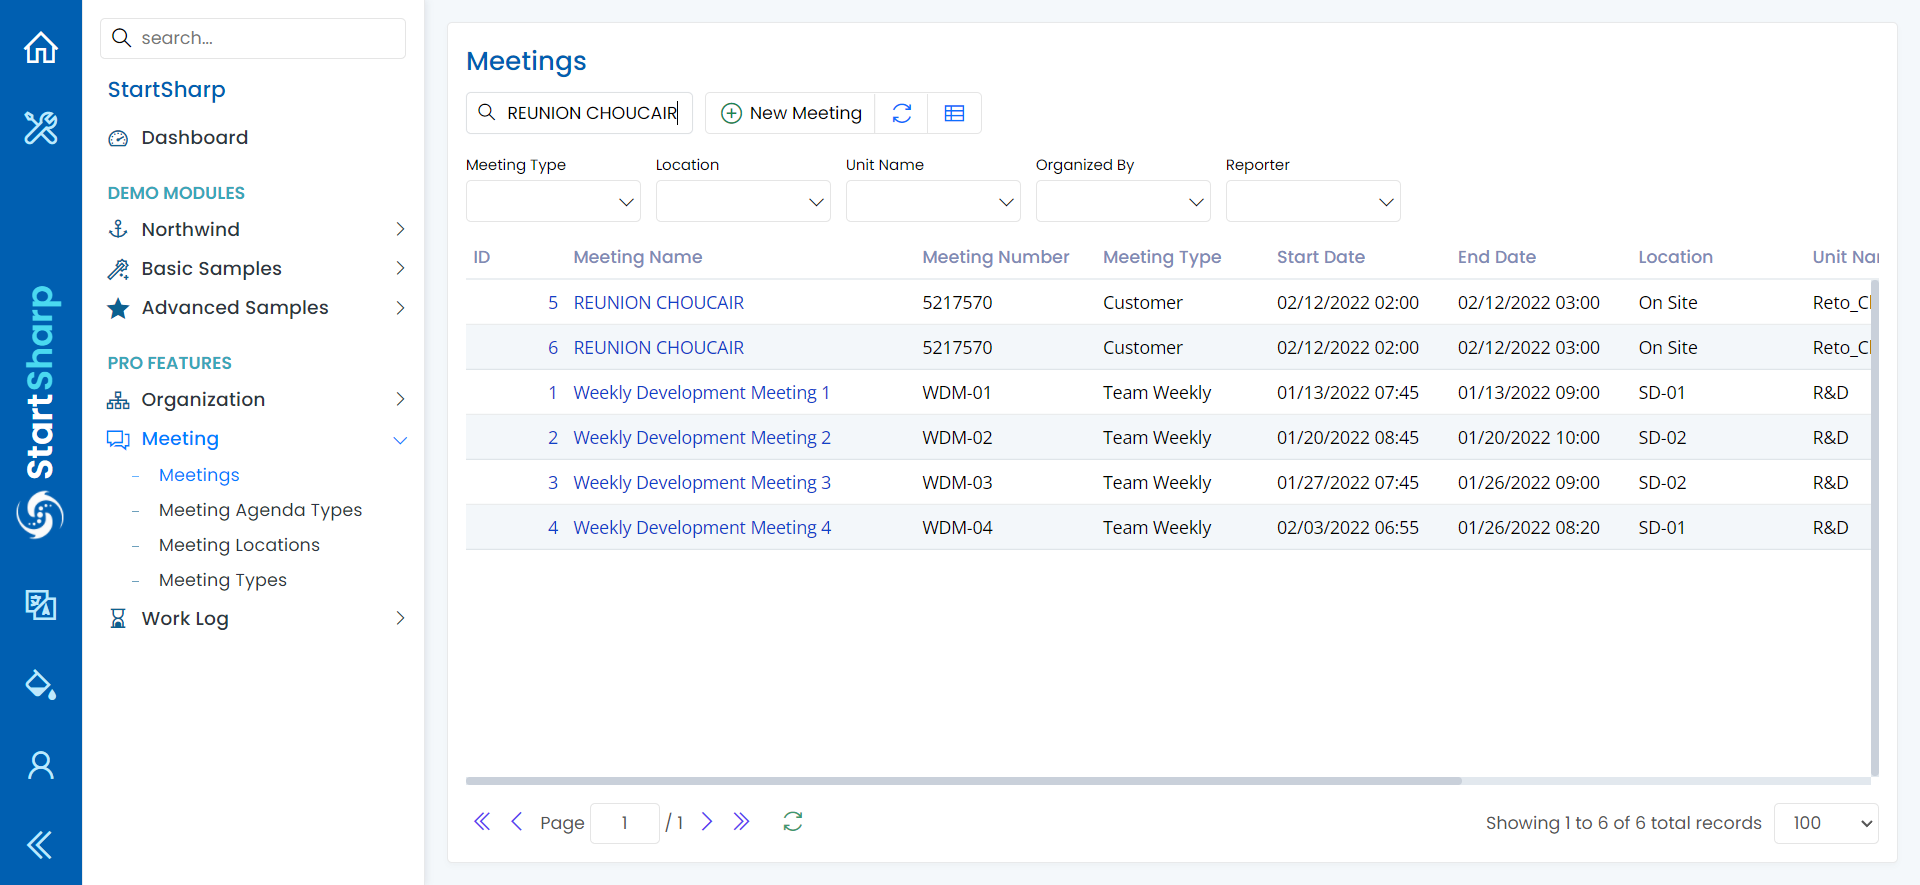 StartSharp
search...
StartSharp
Dashboard
DEMO MODULES
Northwind
Basic Samples
Advanced Samples
PRO FEATURES
Organization
Meeting
- Meetings
- Meeting Agenda Types
- Meeting Locations
- Meeting Types
Work Log
Meetings
REUNION CHOUCAIR New Meeting
Meeting Type Location Unit Name Organized By Reporter
ID Meeting Name Meeting Number Meeting Type Start Date End Date Location Unit Nar
5 REUNION CHOUCAIR 5217570 Customer 02/12/2022 02:00 02/12/2022 03:00 On Site Reto_Cl
6 REUNION CHOUCAIR 5217570 Customer 02/12/2022 02:00 02/12/2022 03:00 On Site Reto_Cl
1 Weekly Development Meeting 1 WDM-01 Team Weekly 01/13/2022 07:45 01/13/2022 09:00 SD-01 R&D
2 Weekly Development Meeting 2 WDM-02 Team Weekly 01/20/2022 08:45 01/20/2022 10:00 SD-02 R&D
3 Weekly Development Meeting 3 WDM-03 Team Weekly 01/27/2022 07:45 01/26/2022 09:00 SD-02 R&D
4 Weekly Development Meeting 4 WDM-04 Team Weekly 02/03/2022 06:55 01/26/2022 08:20 SD-01 R&D
Page 1 / 1 Showing 1 to 6 of 6 total records 100